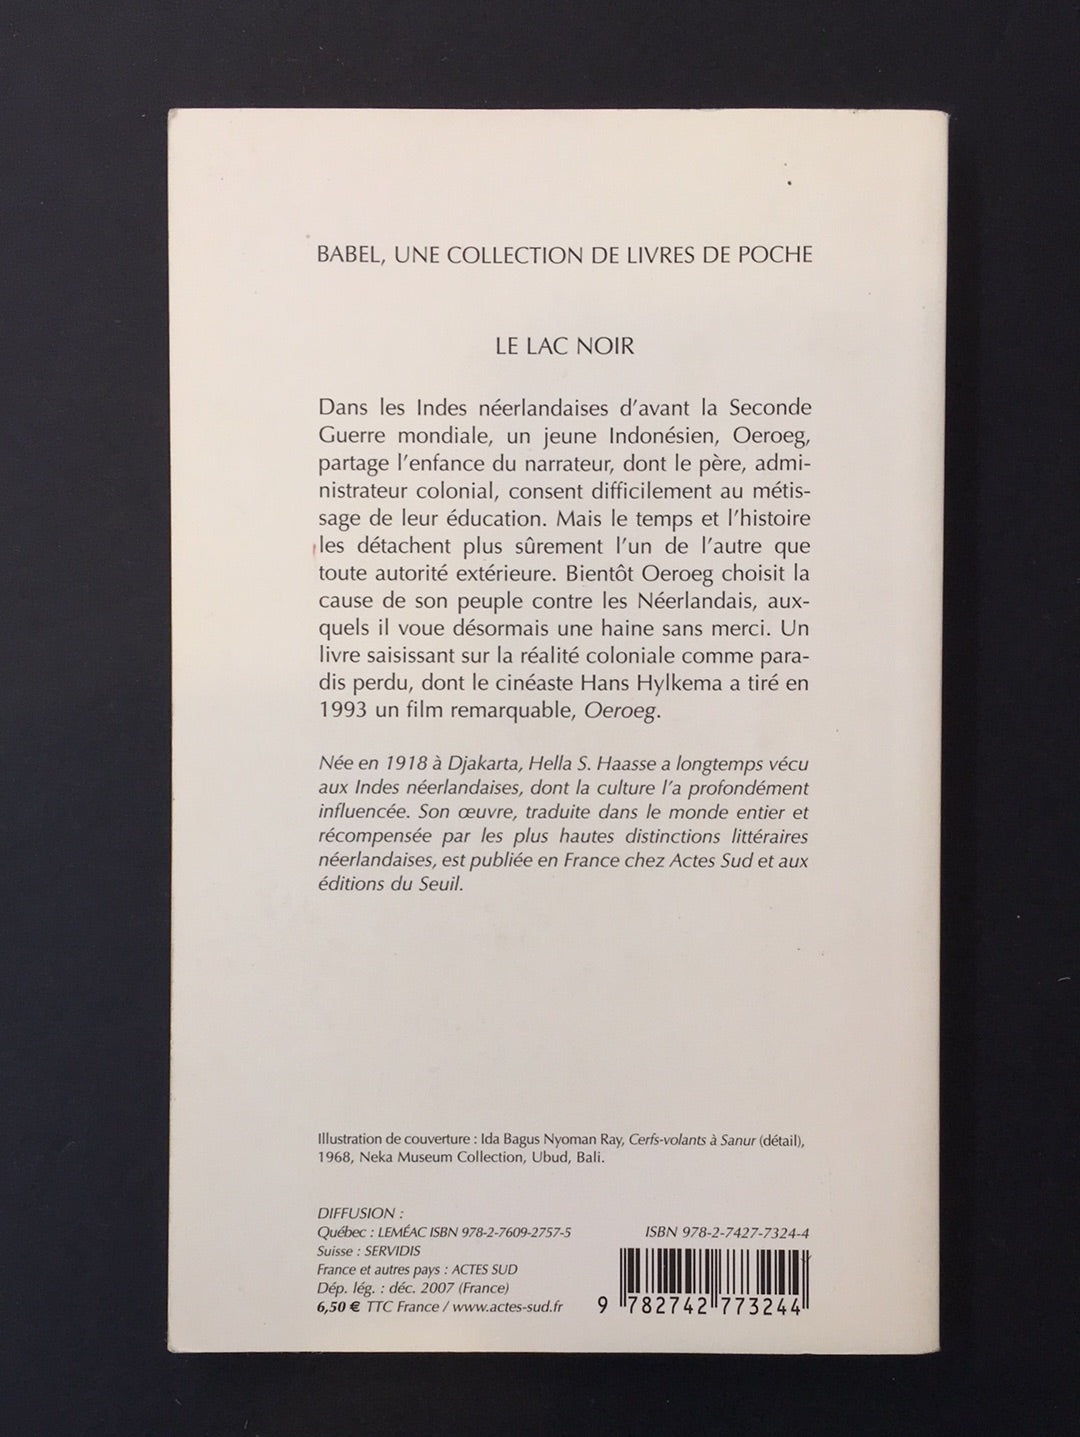 BABEL, UNE COLLECTION DE LIVRES DE POCHE
LE LAC NOIR
Dans les Indes néerlandaises d'avant la Seconde
Guerre mondiale, un jeune Indonésien, Oeroeg,
partage l'enfance du narrateur, dont le père, admi-
nistrateur colonial, consent difficilement au métis-
sage de leur éducation. Mais le temps et l'histoire
les détachent plus sûrement l'un de l'autre que
toute autorité extérieure. Bientôt Oeroeg choisit la
cause de son peuple contre les Néerlandais, aux-
quels il voue désormais une haine sans merci. Un
livre saisissant sur la réalité coloniale comme para-
dis perdu, dont le cinéaste Hans Hylkema a tiré en
1993 un film remarquable, Oeroeg.
Née en 1918 à Djakarta, Hella S. Haasse a longtemps vécu
aux Indes néerlandaises, dont la culture l'a profondément
influencée. Son œuvre, traduite dans le monde entier et
récompensée par les plus hautes distinctions littéraires
néerlandaises, est publiée en France chez Actes Sud et aux
éditions du Seuil.
Illustration de couverture : Ida Bagus Nyoman Ray, Cerfs-volants à Sanur (détail),
1968, Neka Museum Collection, Ubud, Bali.
DIFFUSION :
Québec : LEMÉAC ISBN 978-2-7609-2757-5
Suisse : SERVIDIS
France et autres pays : ACTES SUD
Dép. lég. : déc. 2007 (France)
6,50 € TTC France / www.actes-sud.fr
ISBN 978-2-7427-7324-4
9 782742 773244